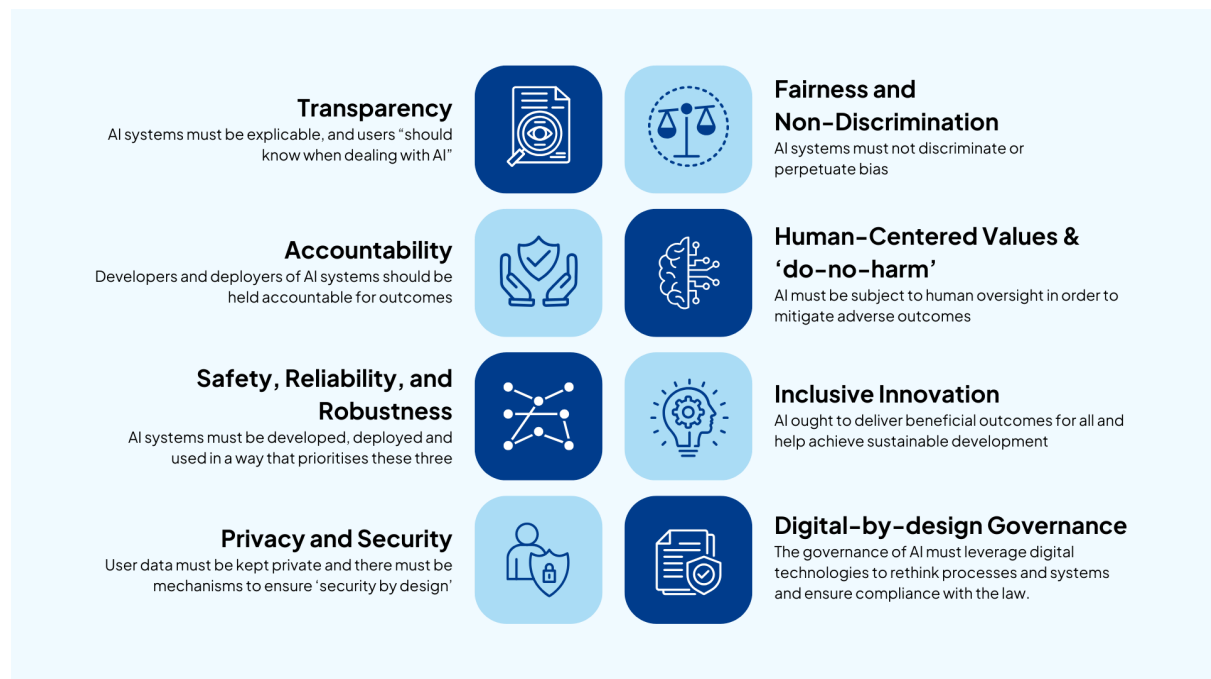 Transparency
AI systems must be explicable, and users “should
know when dealing with AI”
Fairness and
Non-Discrimination
AI systems must not discriminate or
perpetuate bias
Accountability
Developers and deployers of AI systems should be
held accountable for outcomes
Human-Centered Values &
‘do-no-harm’
AI must be subject to human oversight in order to
mitigate adverse outcomes
Safety, Reliability, and
Robustness
AI systems must be developed, deployed and
used in a way that prioritises these three
Inclusive Innovation
AI ought to deliver beneficial outcomes for all and
help achieve sustainable development
Privacy and Security
User data must be kept private and there must be
mechanisms to ensure ‘security by design’
Digital-by-design Governance
The governance of AI must leverage digital
technologies to rethink processes and systems
and ensure compliance with the law.